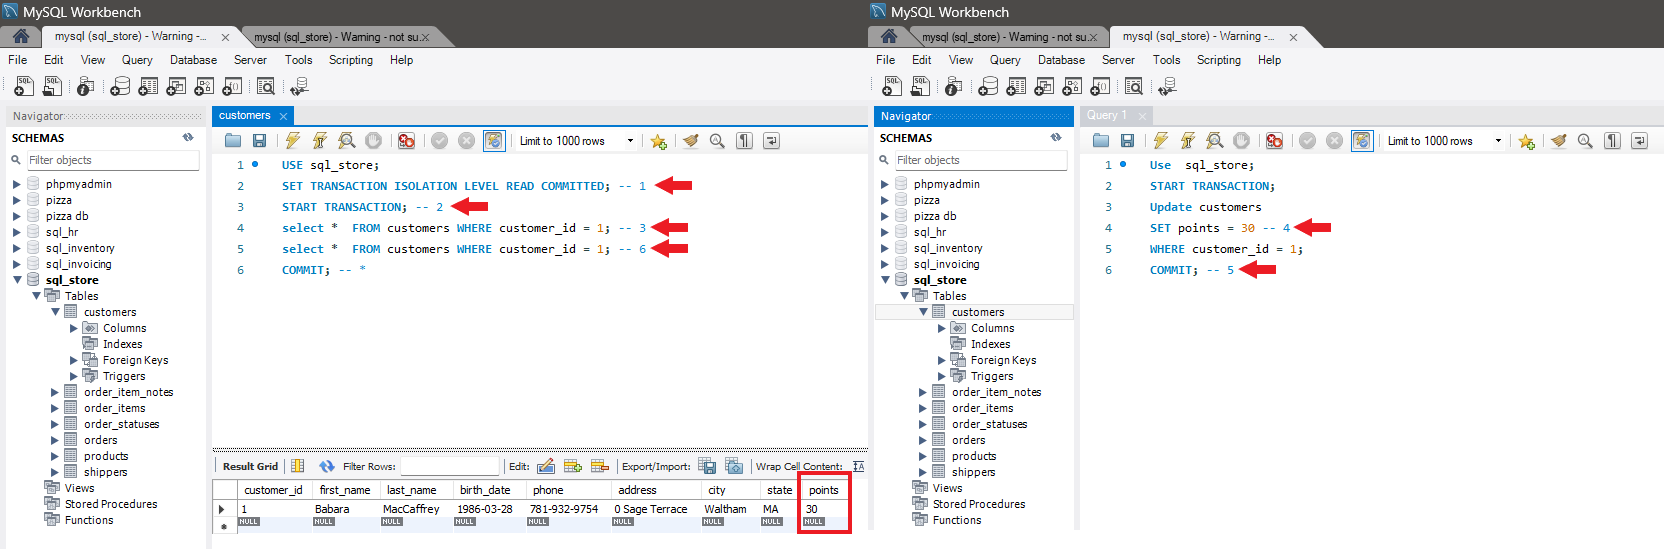 MySQL Workbench
mysql (sql_store) - Warning -...
mysql (sql_store) - Warning - not su...
File Edit View Query Database Server Tools Scripting Help
Navigator
SCHEMAS
Filter objects
phpmyadmin
pizza
pizza db
sql_hr
sql_inventory
sql_invoicing
sql_store
Tables
customers
Columns
Indexes
Foreign Keys
Triggers
order_item_notes
order_items
order_statuses
orders
products
shippers
Views
Stored Procedures
Functions
customers
Limit to 1000 rows
1 USE sql_store;
2 SET TRANSACTION ISOLATION LEVEL READ COMMITTED; -- 1
3 START TRANSACTION; -- 2
4 select * FROM customers WHERE customer_id = 1; -- 3
5 select * FROM customers WHERE customer_id = 1; -- 6
6 COMMIT; -- *
Result Grid Filter Rows: Edit: Export/Import: Wrap Cell Content:
customer_id first_name last_name birth_date phone address city state points
1 Babara MacCaffrey 1986-03-28 781-932-9754 0 Sage Terrace Waltham MA 30
NULL NULL NULL NULL NULL NULL NULL NULL NULL
MySQL Workbench
mysql (sql_store) - Warning - not su...
mysql (sql_store) - Warning -...
File Edit View Query Database Server Tools Scripting Help
Navigator
SCHEMAS
Filter objects
phpmyadmin
pizza
pizza db
sql_hr
sql_inventory
sql_invoicing
sql_store
Tables
customers
Columns
Indexes
Foreign Keys
Triggers
order_item_notes
order_items
order_statuses
orders
products
shippers
Views
Stored Procedures
Functions
Query 1
Limit to 1000 rows
1 Use sql_store;
2 START TRANSACTION;
3 Update customers
4 SET points = 30 -- 4
5 WHERE customer_id = 1;
6 COMMIT; -- 5